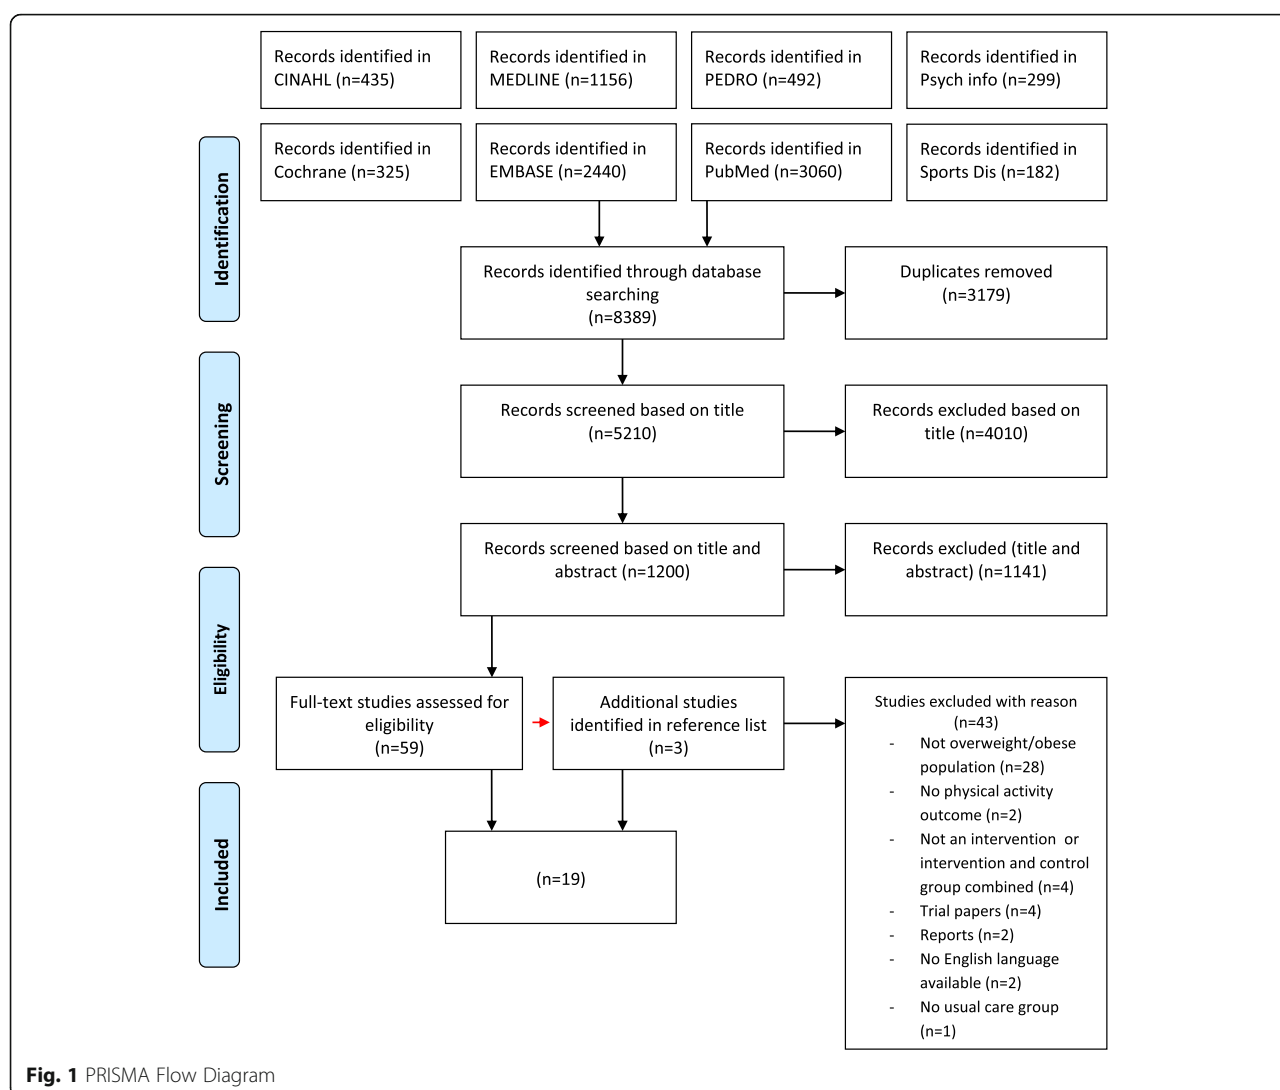 Records identified in
CINAHL (n=435)
Records identified in
MEDLINE (n=1156)
Records identified in
PEDRO (n=492)
Records identified in
Psych info (n=299)
Records identified in
Cochrane (n=325)
Records identified in
EMBASE (n=2440)
Records identified in
PubMed (n=3060)
Records identified in
Sports Dis (n=182)
Identification
Records identified through database
searching
(n=8389)
Duplicates removed
(n=3179)
Screening
Records screened based on title
(n=5210)
Records excluded based on
title (n=4010)
Records screened based on title and
abstract (n=1200)
Records excluded (title and
abstract) (n=1141)
Eligibility
Full-text studies assessed for
eligibility
(n=59)
Additional studies
identified in reference list
(n=3)
Studies excluded with reason
(n=43)
- Not overweight/obese
population (n=28)
- No physical activity
outcome (n=2)
- Not an intervention or
intervention and control
group combined (n=4)
- Trial papers (n=4)
- Reports (n=2)
- No English language
available (n=2)
- No usual care group
(n=1)
Included
(n=19)
Fig. 1 PRISMA Flow Diagram